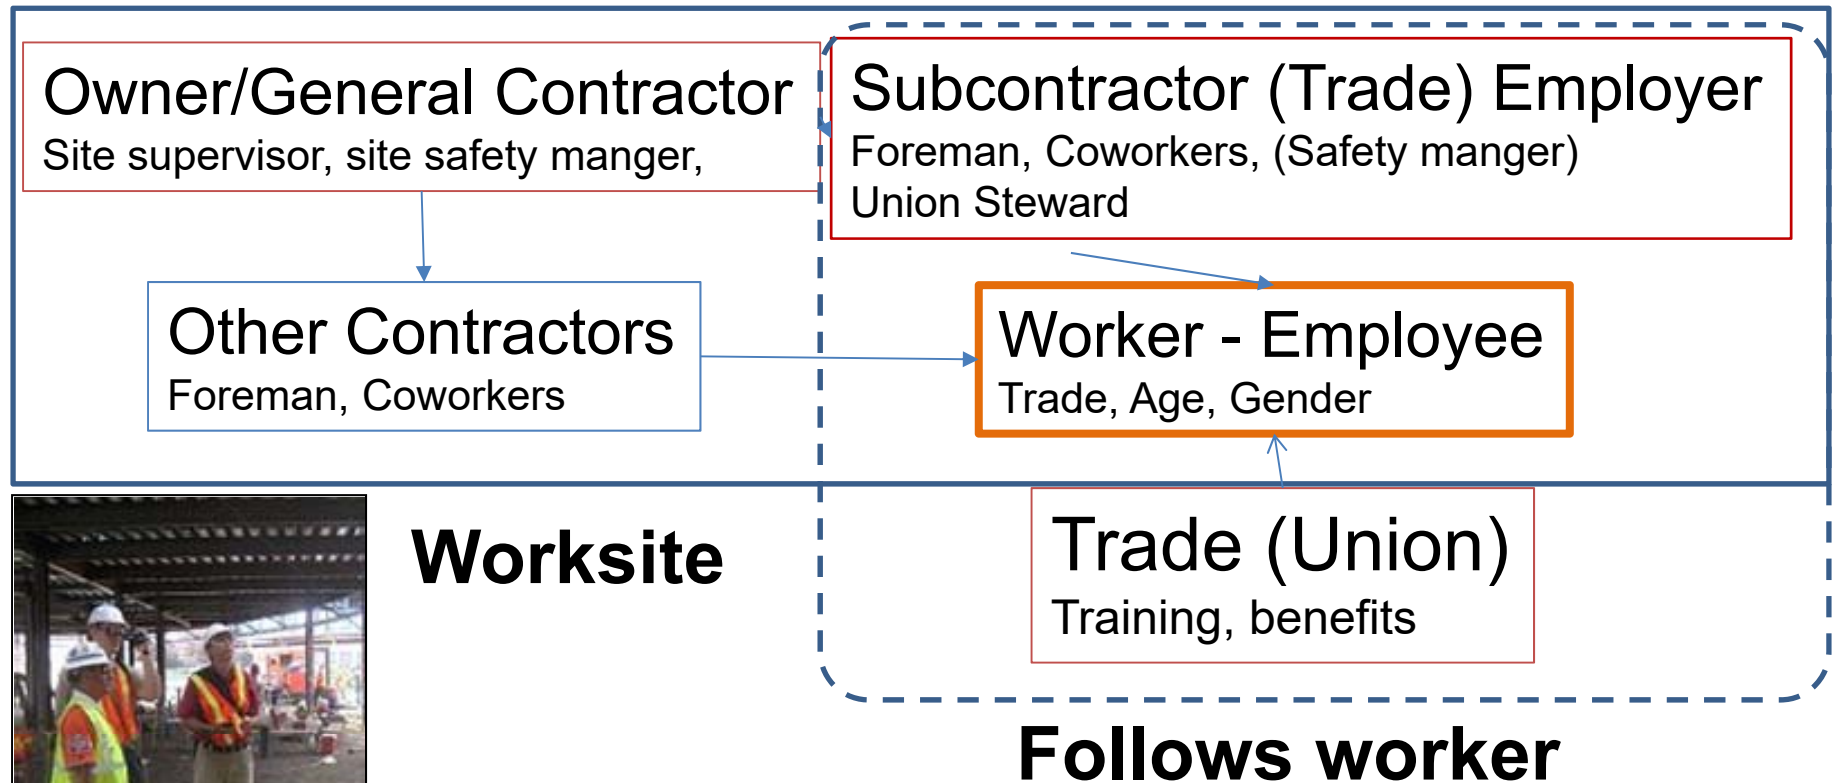 Owner/General Contractor
Site supervisor, site safety manger,
Subcontractor (Trade) Employer
Foreman, Coworkers, (Safety manger)
Union Steward
Other Contractors
Foreman, Coworkers
Worker - Employee
Trade, Age, Gender
Worksite
Trade (Union)
Training, benefits
Follows worker